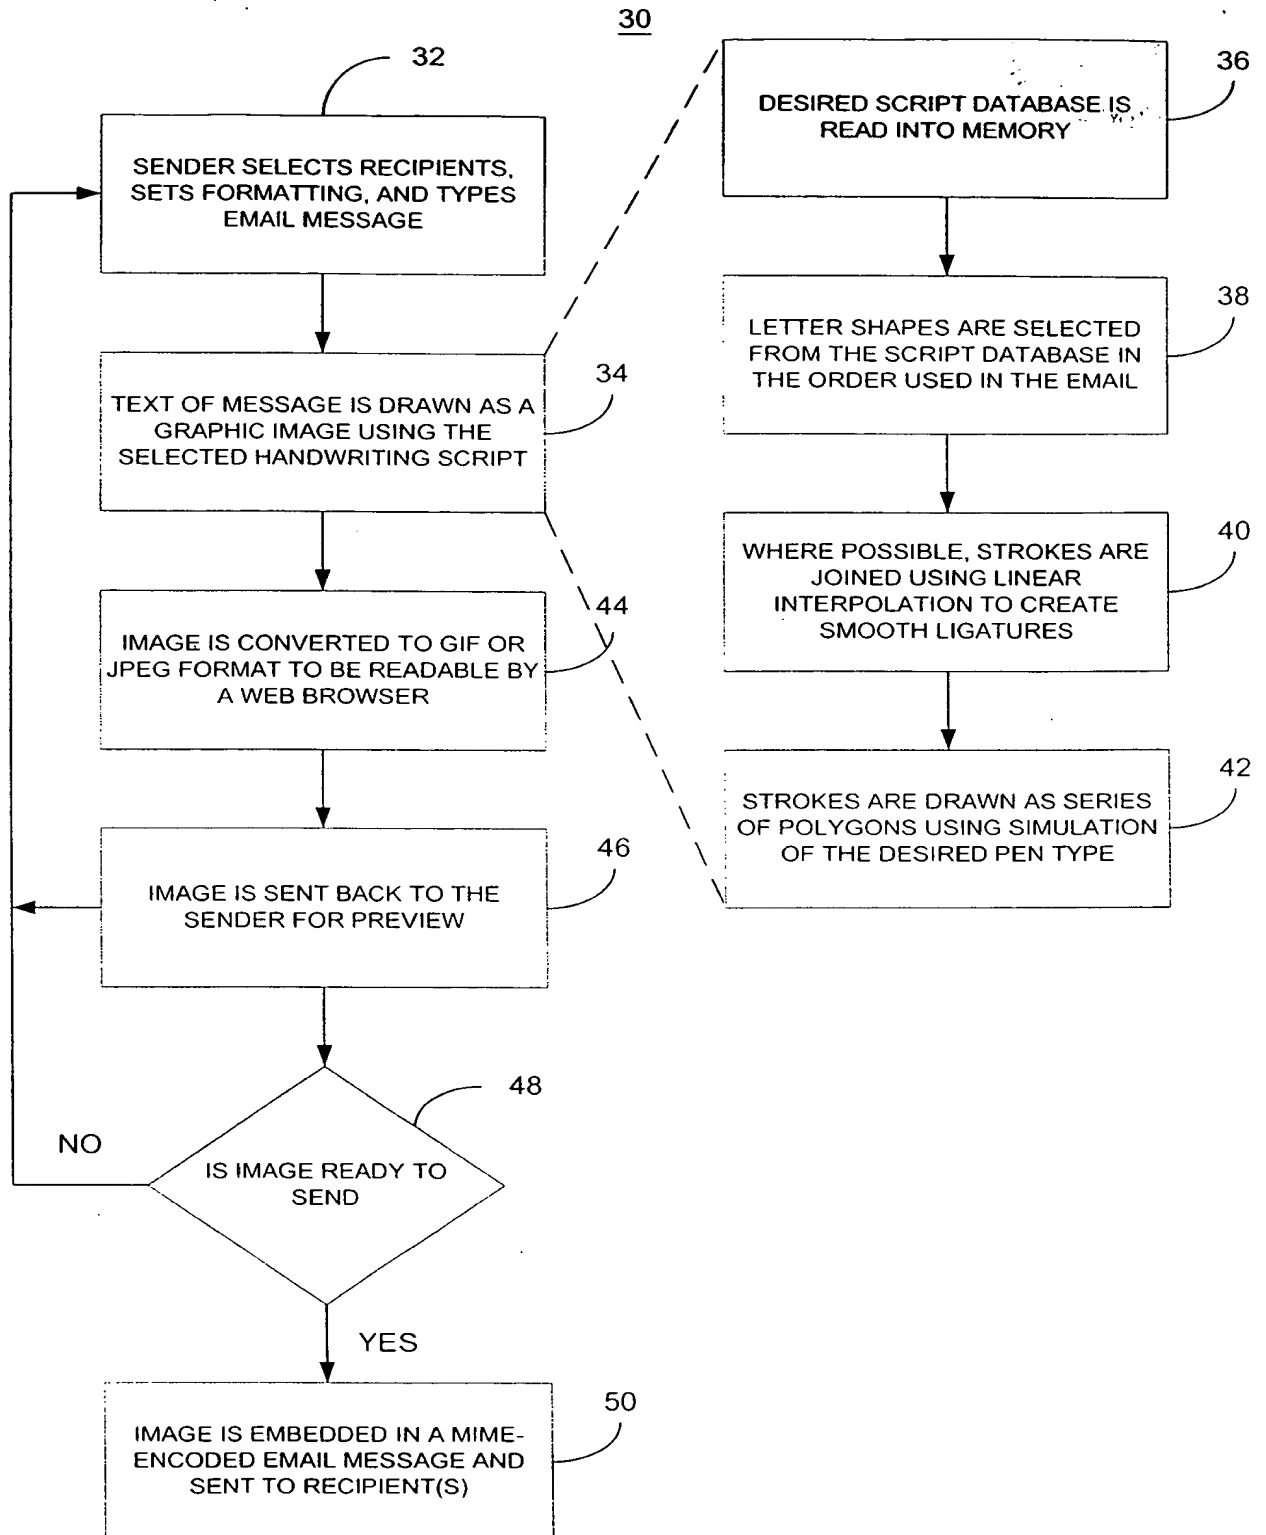 30
32
SENDER SELECTS RECIPIENTS,
SETS FORMATTING, AND TYPES
EMAIL MESSAGE
34
TEXT OF MESSAGE IS DRAWN AS A
GRAPHIC IMAGE USING THE
SELECTED HANDWRITING SCRIPT
44
IMAGE IS CONVERTED TO GIF OR
JPEG FORMAT TO BE READABLE BY
A WEB BROWSER
46
IMAGE IS SENT BACK TO THE
SENDER FOR PREVIEW
48
NO
IS IMAGE READY TO
SEND
YES
50
IMAGE IS EMBEDDED IN A MIME-
ENCODED EMAIL MESSAGE AND
SENT TO RECIPIENT(S)
36
DESIRED SCRIPT DATABASE IS
READ INTO MEMORY
38
LETTER SHAPES ARE SELECTED
FROM THE SCRIPT DATABASE IN
THE ORDER USED IN THE EMAIL
40
WHERE POSSIBLE, STROKES ARE
JOINED USING LINEAR
INTERPOLATION TO CREATE
SMOOTH LIGATURES
42
STROKES ARE DRAWN AS SERIES
OF POLYGONS USING SIMULATION
OF THE DESIRED PEN TYPE